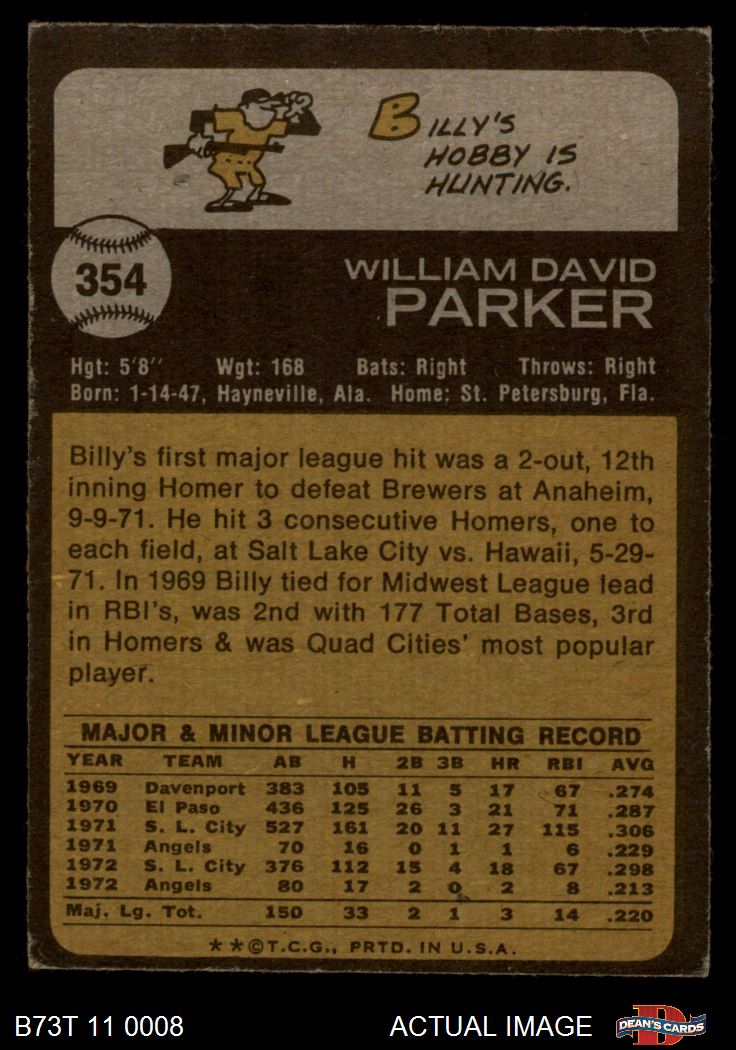 BILLY'S
HOBBY IS
HUNTING.
354
WILLIAM DAVID
PARKER
Hgt: 5'8'' Wgt: 168 Bats: Right Throws: Right
Born: 1-14-47, Hayneville, Ala. Home: St. Petersburg, Fla.
Billy's first major league hit was a 2-out, 12th
inning Homer to defeat Brewers at Anaheim,
9-9-71. He hit 3 consecutive Homers, one to
each field, at Salt Lake City vs. Hawaii, 5-29-
71. In 1969 Billy tied for Midwest League lead
in RBI's, was 2nd with 177 Total Bases, 3rd
in Homers & was Quad Cities' most popular
player.
MAJOR & MINOR LEAGUE BATTING RECORD
YEAR TEAM AB H 2B 3B HR RBI AVG
1969 Davenport 383 105 11 5 17 67 .274
1970 El Paso 436 125 26 3 21 71 .287
1971 S. L. City 527 161 20 11 27 115 .306
1971 Angels 70 16 0 1 1 6 .229
1972 S. L. City 376 112 15 4 18 67 .298
1972 Angels 80 17 2 0 2 8 .213
Maj. Lg. Tot. 150 33 2 1 3 14 .220
**©T.C.G., PRTD. IN U.S.A.
B73T 11 0008 ACTUAL IMAGE D DEAN'S CARDS